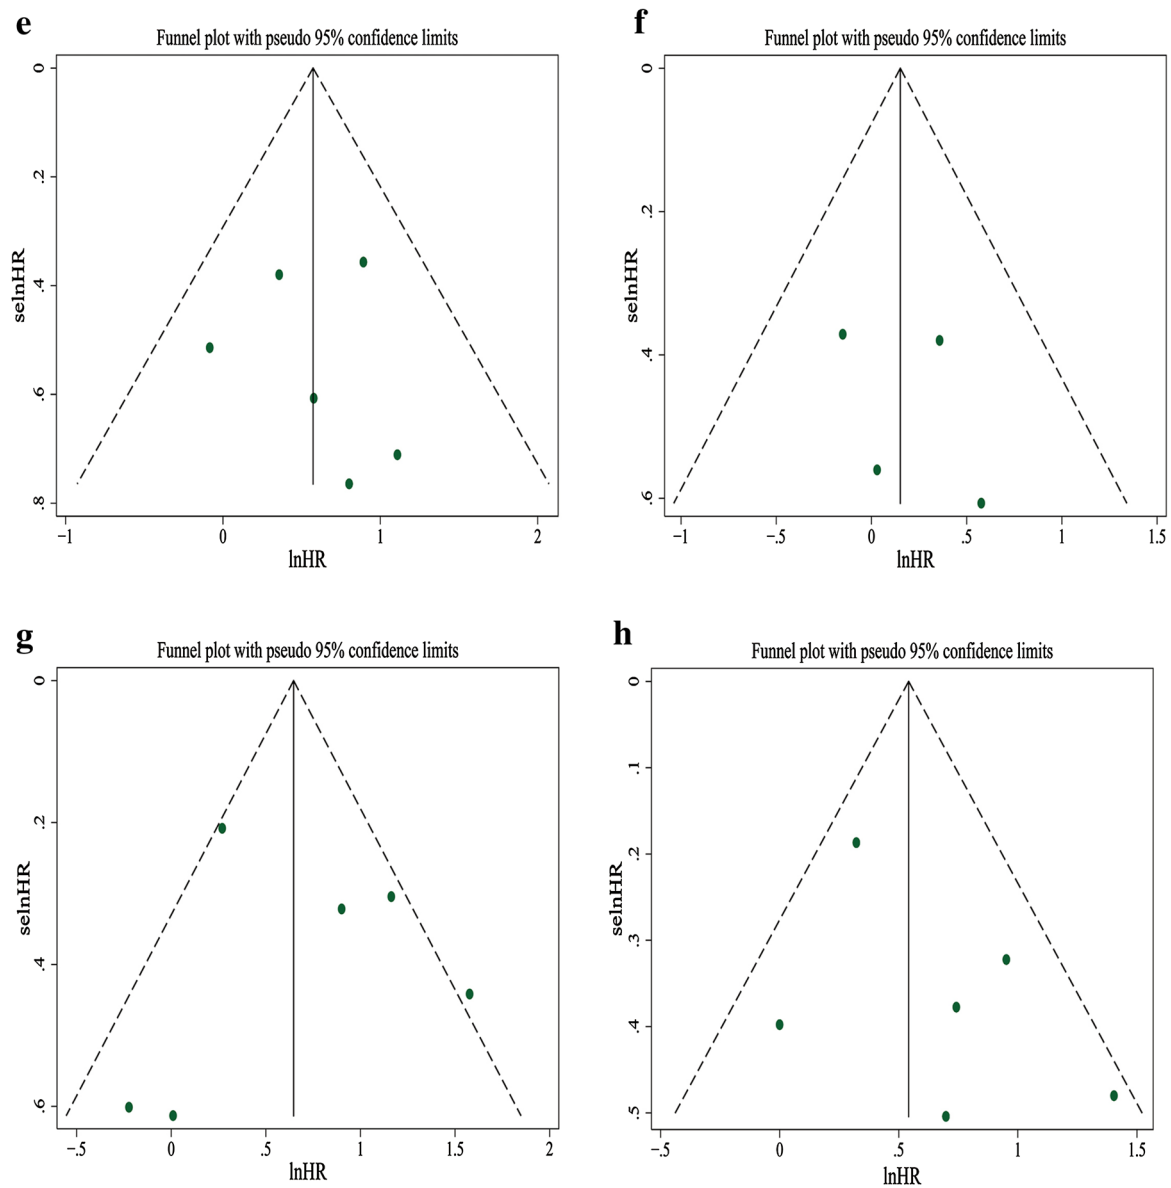 e
Funnel plot with pseudo 95% confidence limits
0
.2
.4
.6
.8
selnHR
−1
0
1
2
lnHR
f
Funnel plot with pseudo 95% confidence limits
0
.2
.4
.6
selnHR
−1
−.5
0
.5
1
1.5
lnHR
g
Funnel plot with pseudo 95% confidence limits
0
.2
.4
.6
selnHR
−.5
0
.5
1
1.5
2
lnHR
h
Funnel plot with pseudo 95% confidence limits
0
.1
.2
.3
.4
.5
selnHR
−.5
0
.5
1
1.5
lnHR